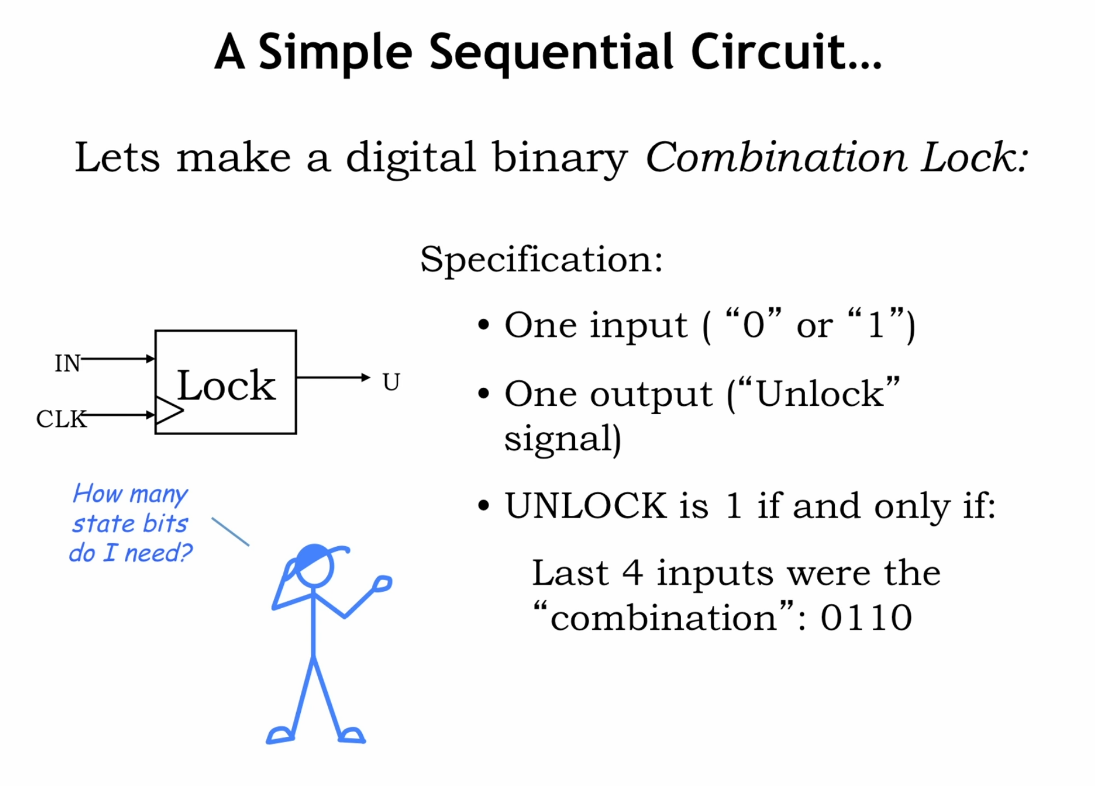 A Simple Sequential Circuit…
Lets make a digital binary Combination Lock:
Specification:
• One input ( “0” or “1”)
• One output (“Unlock”
signal)
• UNLOCK is 1 if and only if:
Last 4 inputs were the
“combination”: 0110
IN
CLK
Lock
U
How many
state bits
do I need?